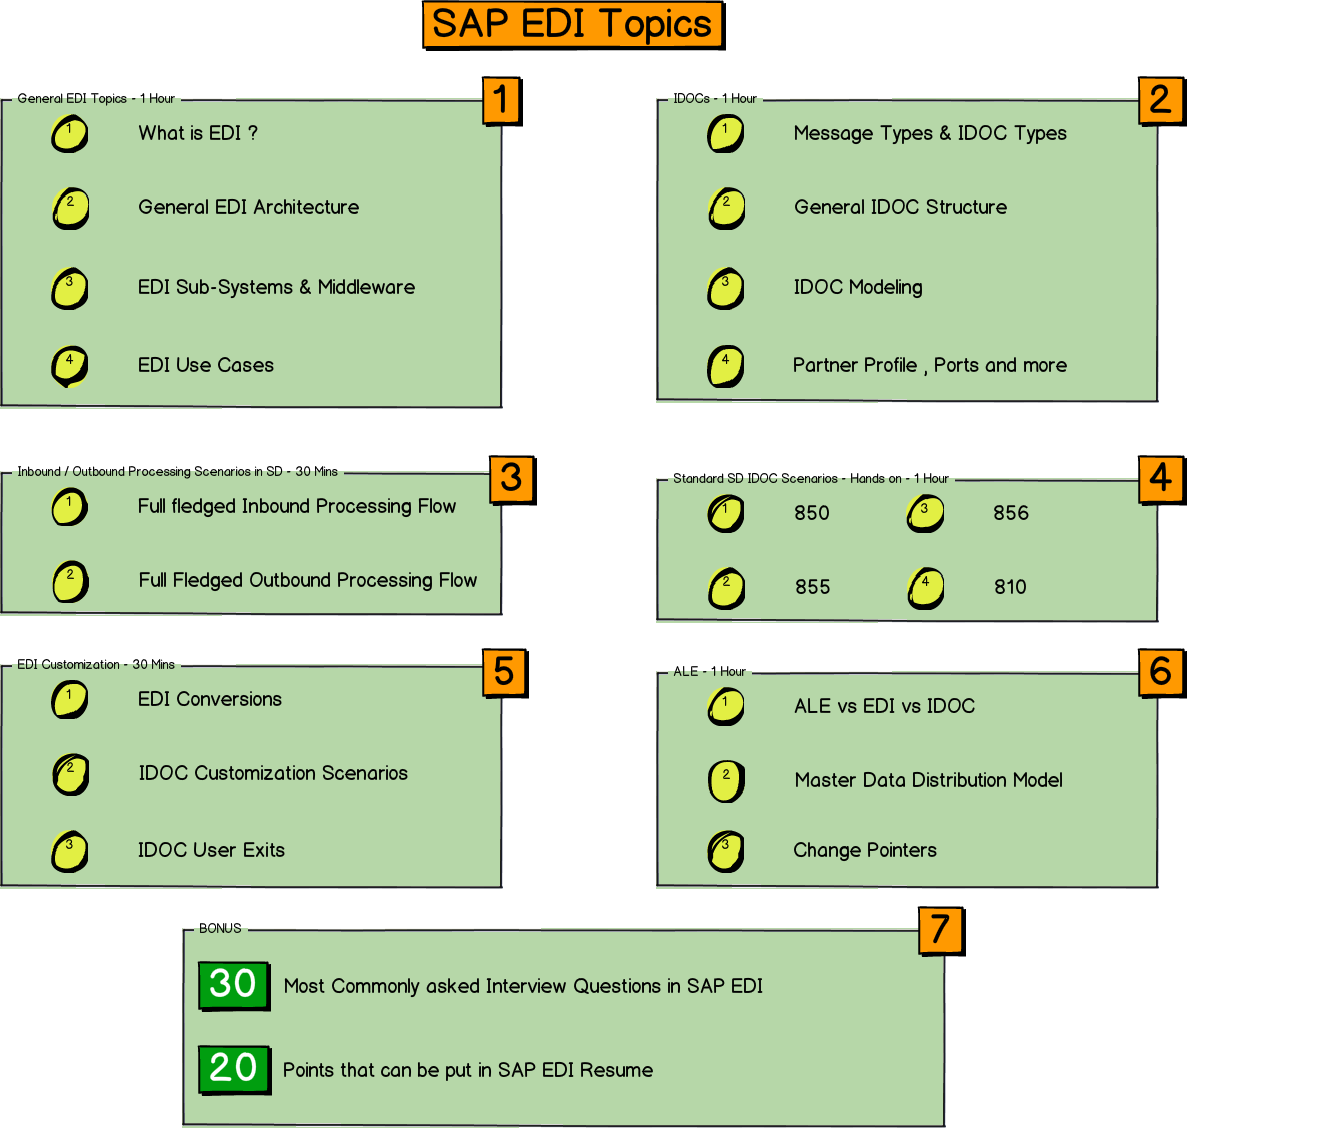 SAP EDI Topics
General EDI Topics - 1 Hour
1
1 What is EDI ?
2 General EDI Architecture
3 EDI Sub-Systems & Middleware
4 EDI Use Cases
IDOCs - 1 Hour
2
1 Message Types & IDOC Types
2 General IDOC Structure
3 IDOC Modeling
4 Partner Profile , Ports and more
Inbound / Outbound Processing Scenarios in SD - 30 Mins
3
1 Full fledged Inbound Processing Flow
2 Full Fledged Outbound Processing Flow
Standard SD IDOC Scenarios - Hands on - 1 Hour
4
1 850 3 856
2 855 4 810
EDI Customization - 30 Mins
5
1 EDI Conversions
2 IDOC Customization Scenarios
3 IDOC User Exits
ALE - 1 Hour
6
1 ALE vs EDI vs IDOC
2 Master Data Distribution Model
3 Change Pointers
BONUS
7
30 Most Commonly asked Interview Questions in SAP EDI
20 Points that can be put in SAP EDI Resume